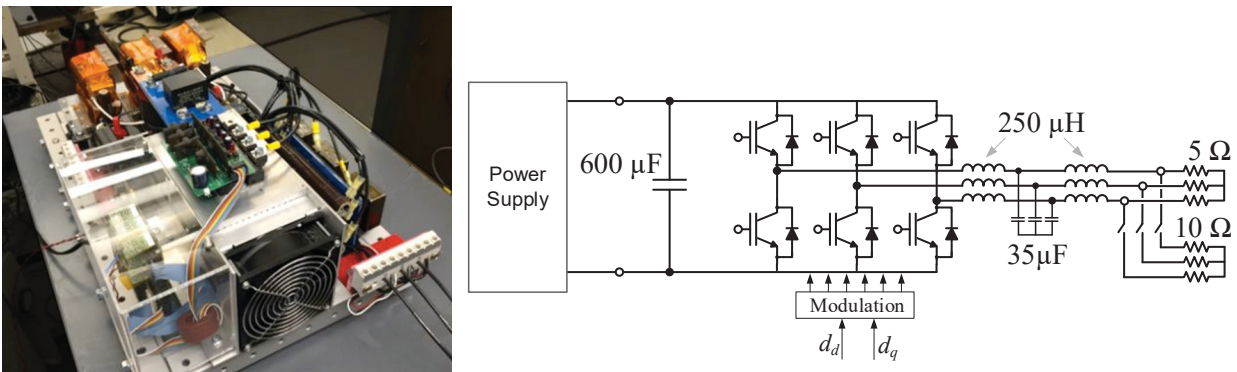 250 μH
5 Ω
600 μF
Power
Supply
10 Ω
35μF
Modulation
d_d
d_q